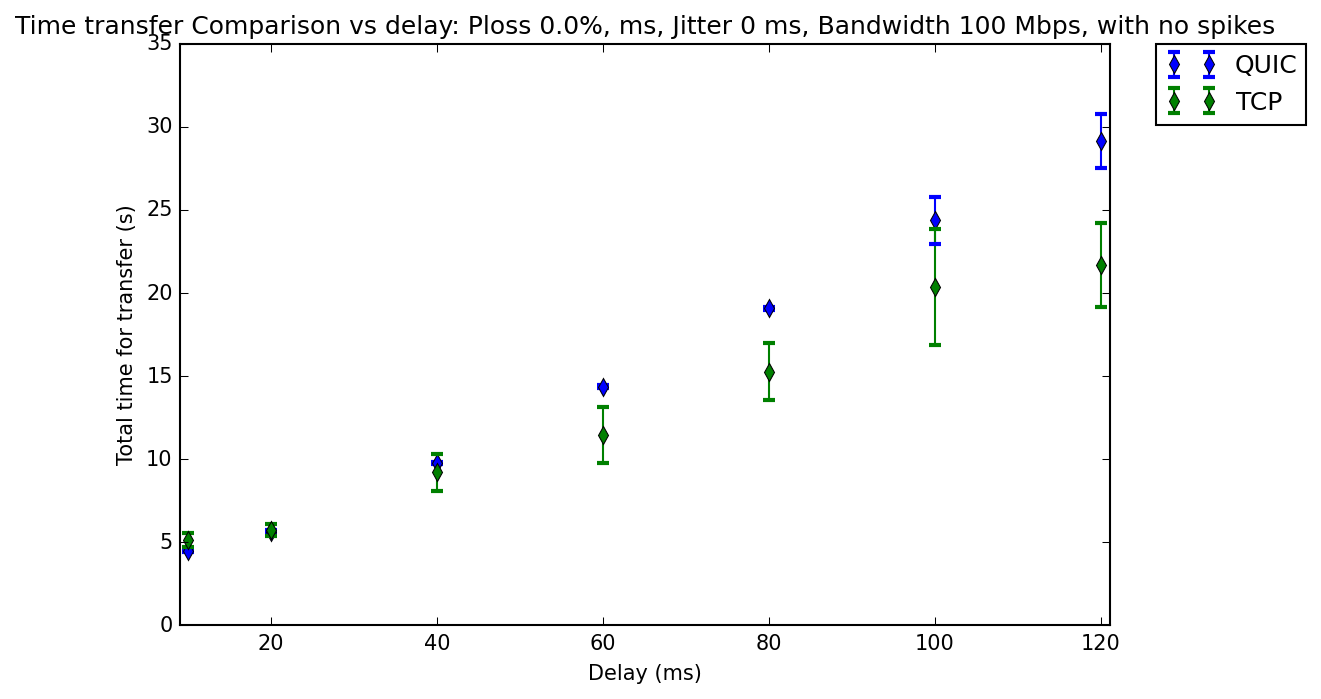 Time transfer Comparison vs delay: Ploss 0.0%, ms, Jitter 0 ms, Bandwidth 100 Mbps, with no spikes
QUIC
TCP
Total time for transfer (s)
35
30
25
20
15
10
5
0
20 40 60 80 100 120
Delay (ms)